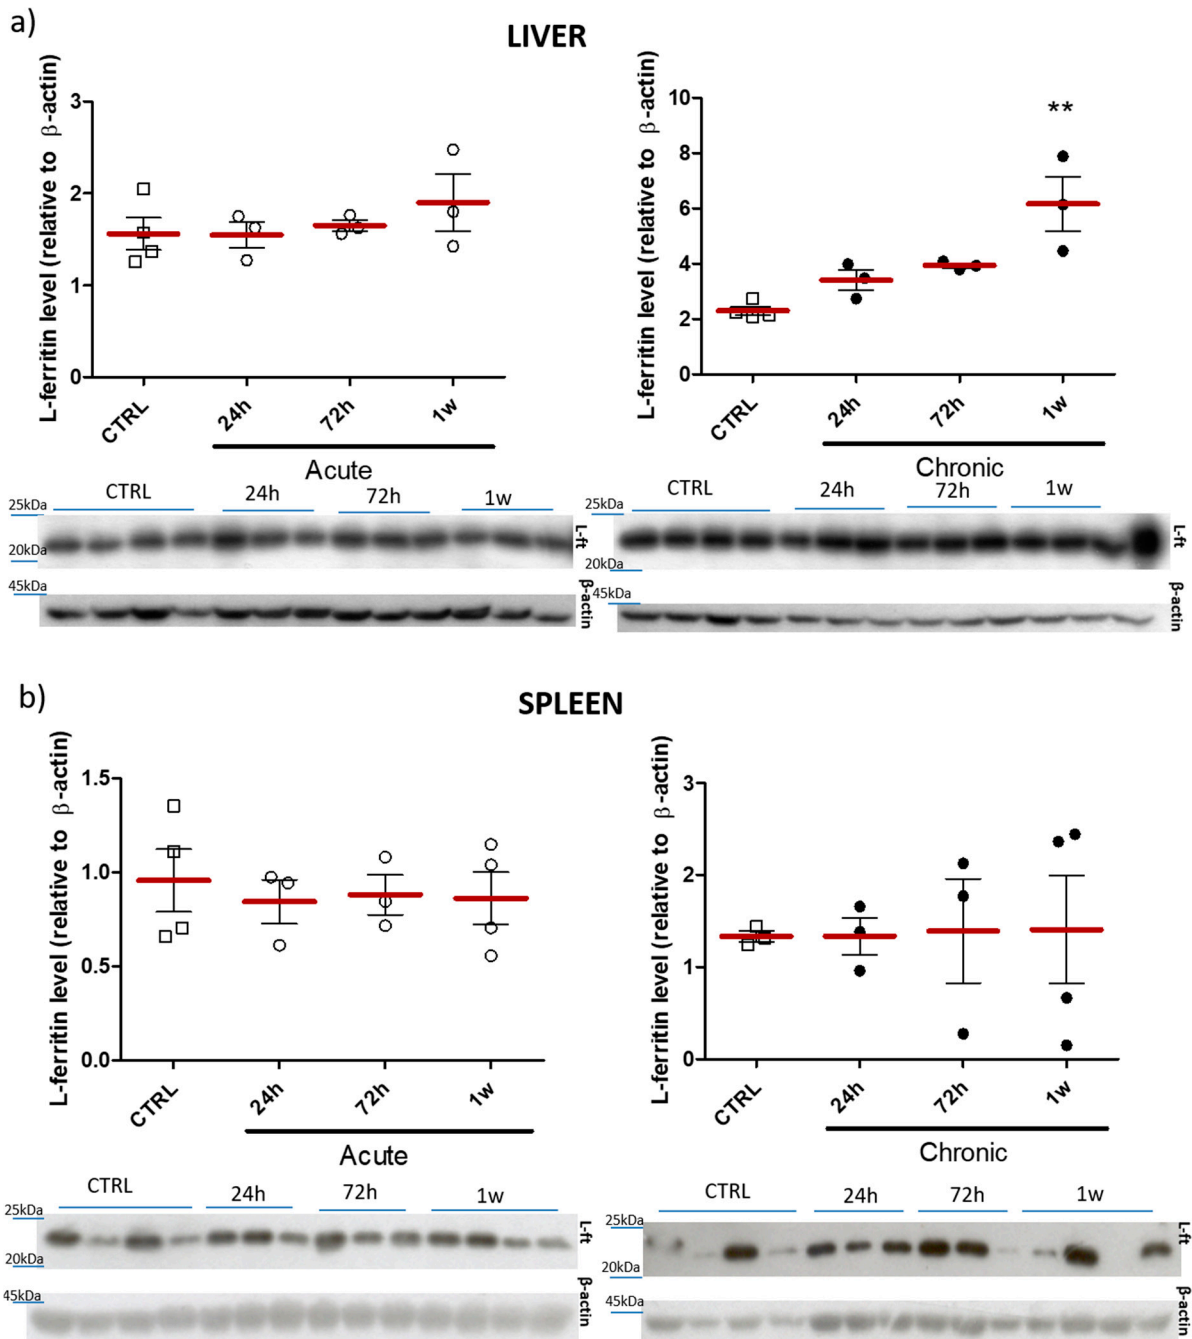 a)
LIVER
L-ferritin level (relative to β-actin)
3
2
1
0
CTRL
24h
72h
1w
Acute
L-ferritin level (relative to β-actin)
10
8
6
4
2
0
**
CTRL
24h
72h
1w
Chronic
CTRL 24h 72h 1w
25kDa
20kDa
L-ft
45kDa
β-actin
CTRL 24h 72h 1w
25kDa
20kDa
L-ft
45kDa
β-actin
b)
SPLEEN
L-ferritin level (relative to β-actin)
1.5
1.0
0.5
0.0
CTRL
24h
72h
1w
Acute
L-ferritin level (relative to β-actin)
3
2
1
0
CTRL
24h
72h
1w
Chronic
CTRL 24h 72h 1w
25kDa
20kDa
L-ft
45kDa
β-actin
CTRL 24h 72h 1w
25kDa
20kDa
L-ft
45kDa
β-actin